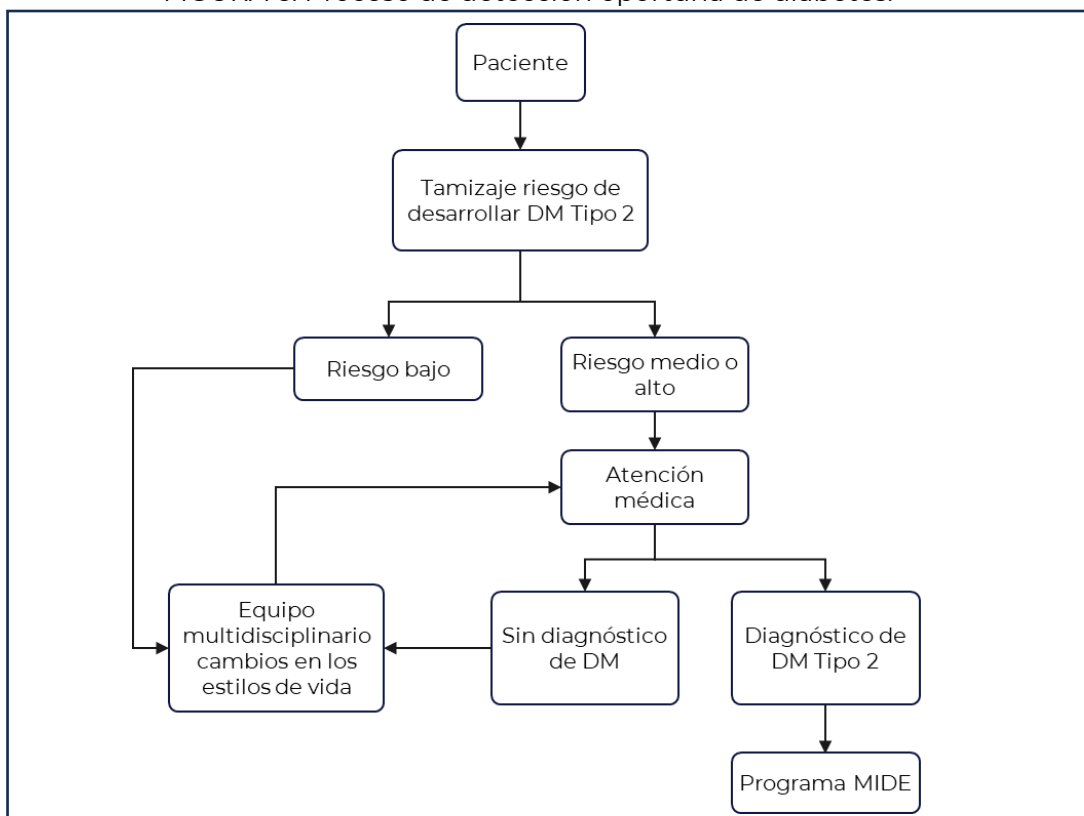 Paciente
Tamizaje riesgo de
desarrollar DM Tipo 2
Riesgo bajo
Riesgo medio o
alto
Atención
médica
Equipo
multidisciplinario
cambios en los
estilos de vida
Sin diagnóstico
de DM
Diagnóstico de
DM Tipo 2
Programa MIDE